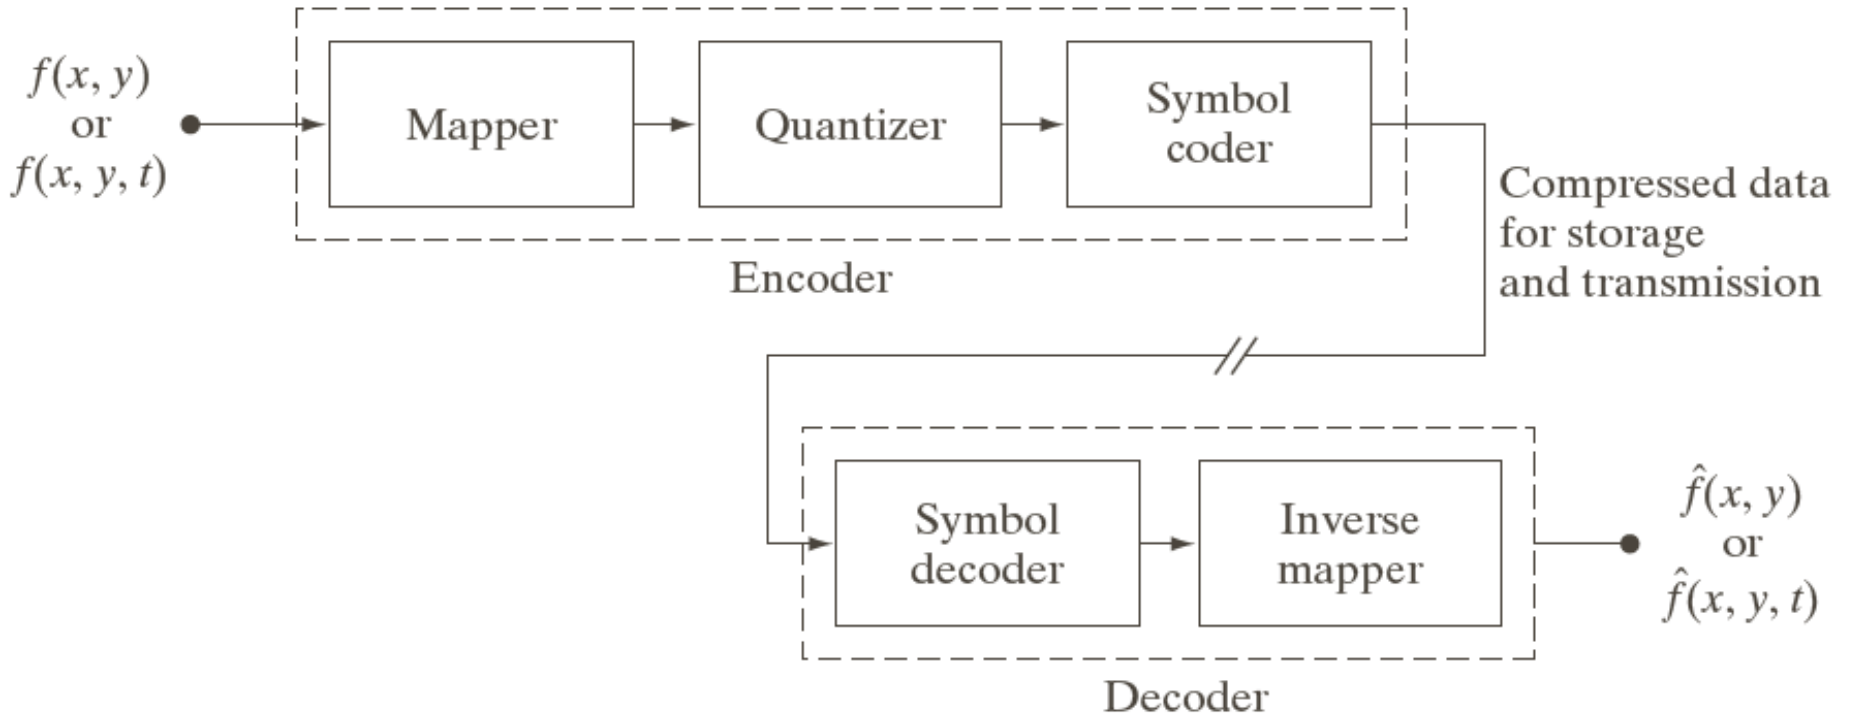 f(x, y)
or
f(x, y, t)
Mapper
Quantizer
Symbol
coder
Compressed data
for storage
and transmission
Encoder
Symbol
decoder
Inverse
mapper
f̂(x, y)
or
f̂(x, y, t)
Decoder